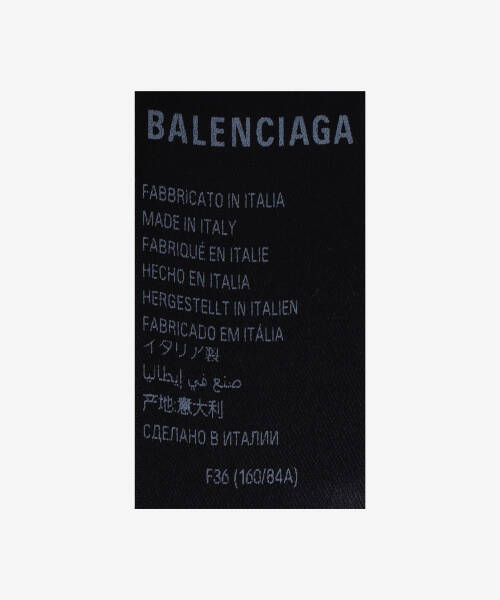 BALENCIAGA
FABBRICATO IN ITALIA
MADE IN ITALY
FABRIQUÉ EN ITALIE
HECHO EN ITALIA
HERGESTELLT IN ITALIEN
FABRICADO EM ITÁLIA
イタリア製
صنع في إيطاليا
产地:意大利
СДЕЛАНО В ИТАЛИИ
F36 (160/84A)